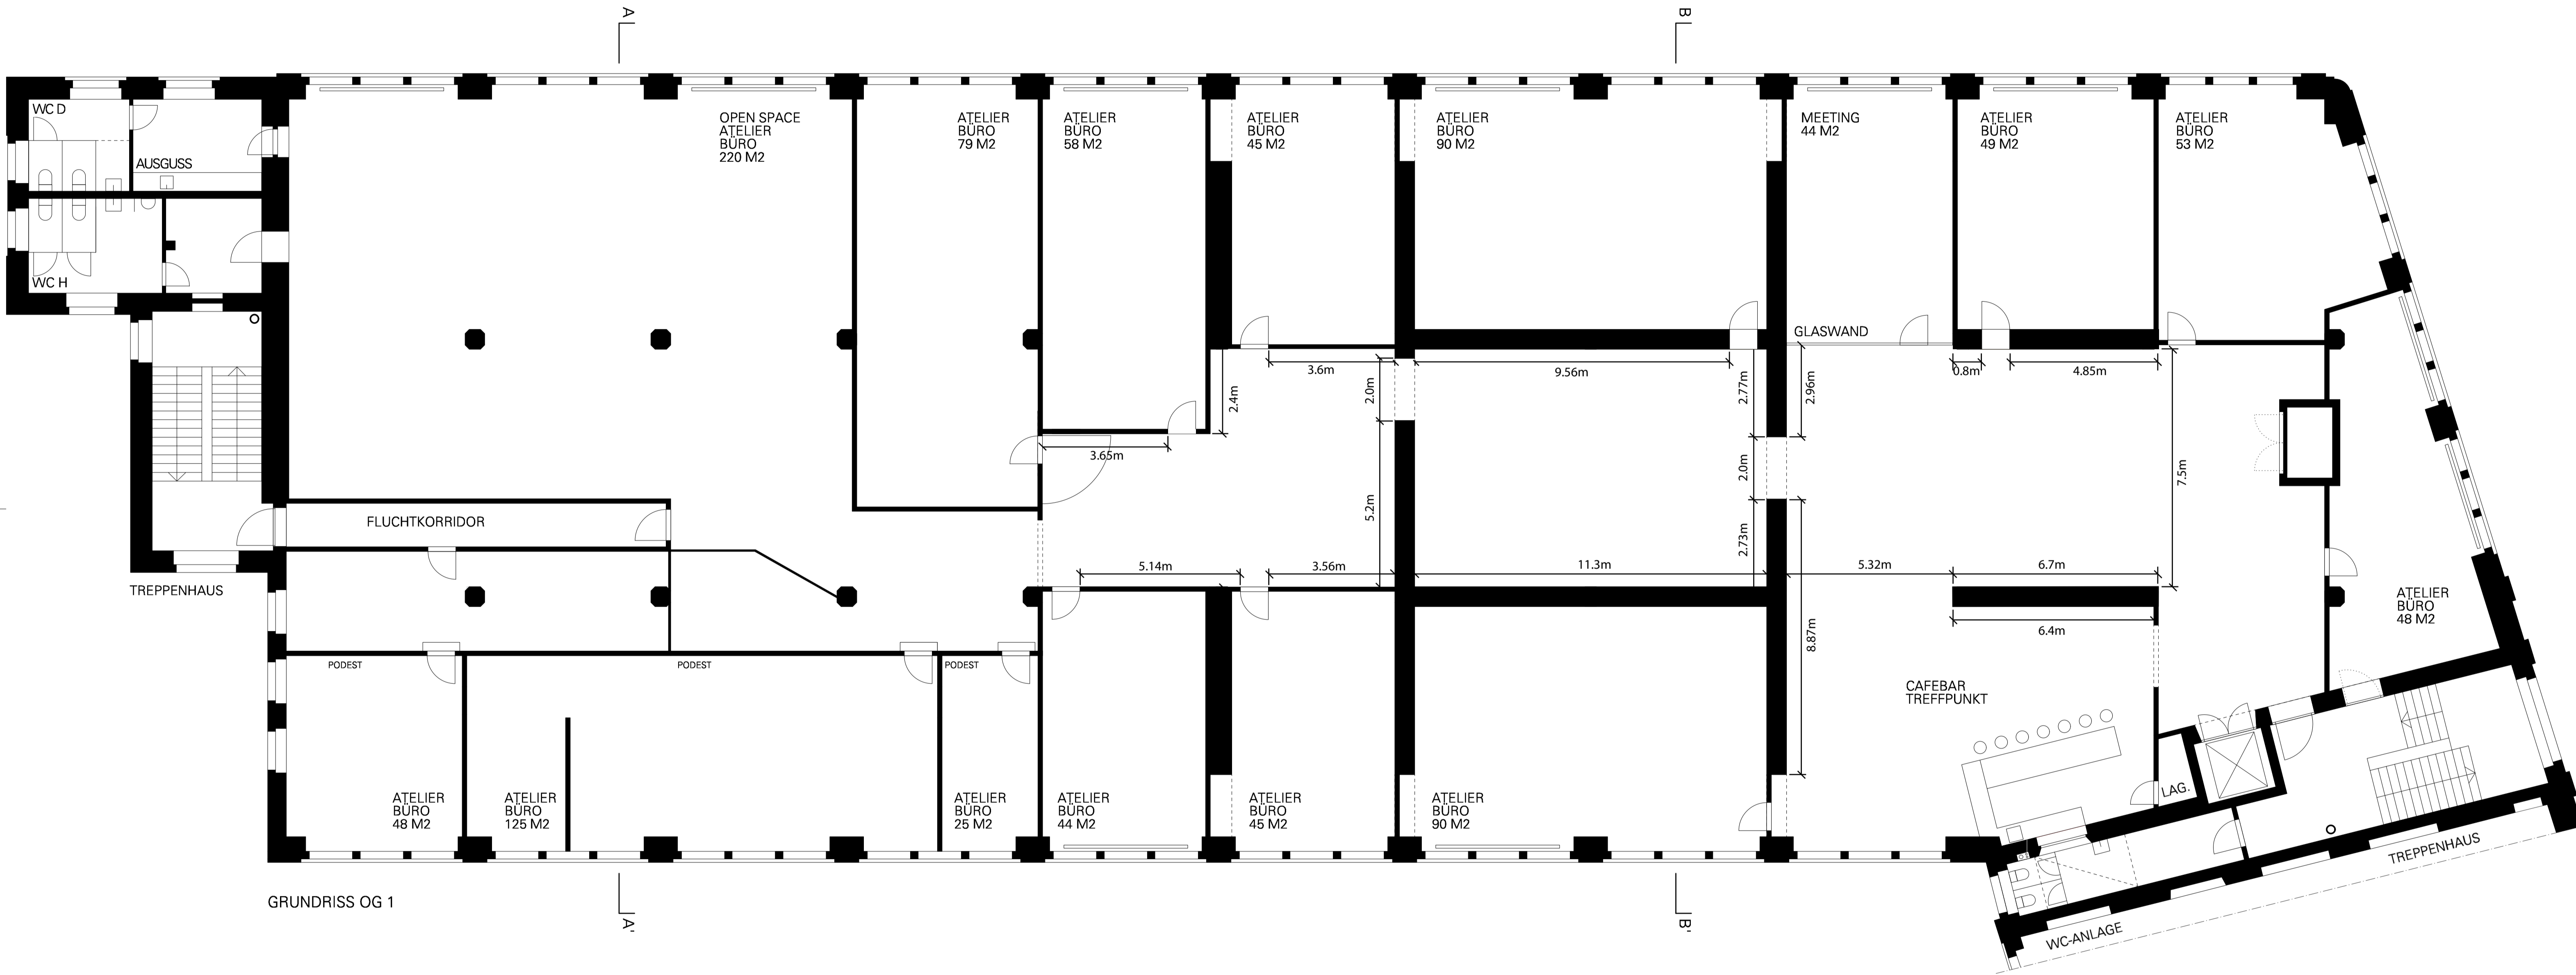 A
B
WC D
AUSGUSS
WC H
OPEN SPACE
ATELIER
BÜRO
220 M2
ATELIER
BÜRO
79 M2
ATELIER
BÜRO
58 M2
ATELIER
BÜRO
45 M2
ATELIER
BÜRO
90 M2
MEETING
44 M2
ATELIER
BÜRO
49 M2
ATELIER
BÜRO
53 M2
GLASWAND
3.6m
2.0m
9.56m
2.77m
2.96m
0.8m
4.85m
2.4m
3.65m
2.0m
7.5m
5.2m
2.73m
FLUCHTKORRIDOR
5.14m
3.56m
11.3m
5.32m
6.7m
TREPPENHAUS
ATELIER
BÜRO
48 M2
6.4m
8.87m
PODEST
PODEST
PODEST
CAFEBAR
TREFFPUNKT
ATELIER
BÜRO
48 M2
ATELIER
BÜRO
125 M2
ATELIER
BÜRO
25 M2
ATELIER
BÜRO
44 M2
ATELIER
BÜRO
45 M2
ATELIER
BÜRO
90 M2
LAG.
TREPPENHAUS
WC-ANLAGE
GRUNDRISS OG 1
A'
B'